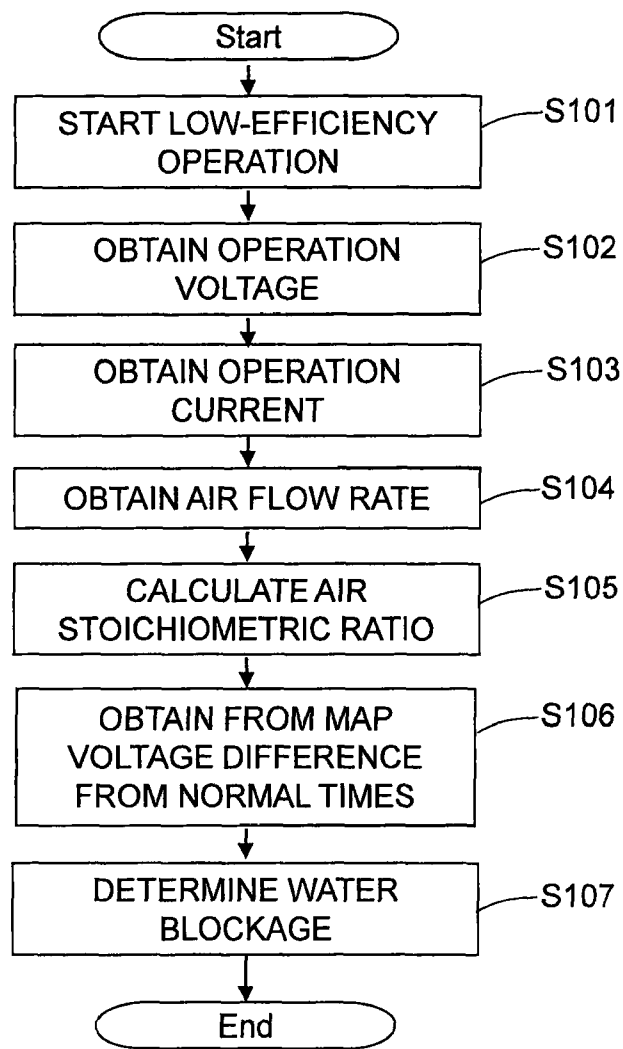 Start
START LOW-EFFICIENCY
OPERATION
S101
OBTAIN OPERATION
VOLTAGE
S102
OBTAIN OPERATION
CURRENT
S103
OBTAIN AIR FLOW RATE
S104
CALCULATE AIR
STOICHIOMETRIC RATIO
S105
OBTAIN FROM MAP
VOLTAGE DIFFERENCE
FROM NORMAL TIMES
S106
DETERMINE WATER
BLOCKAGE
S107
End